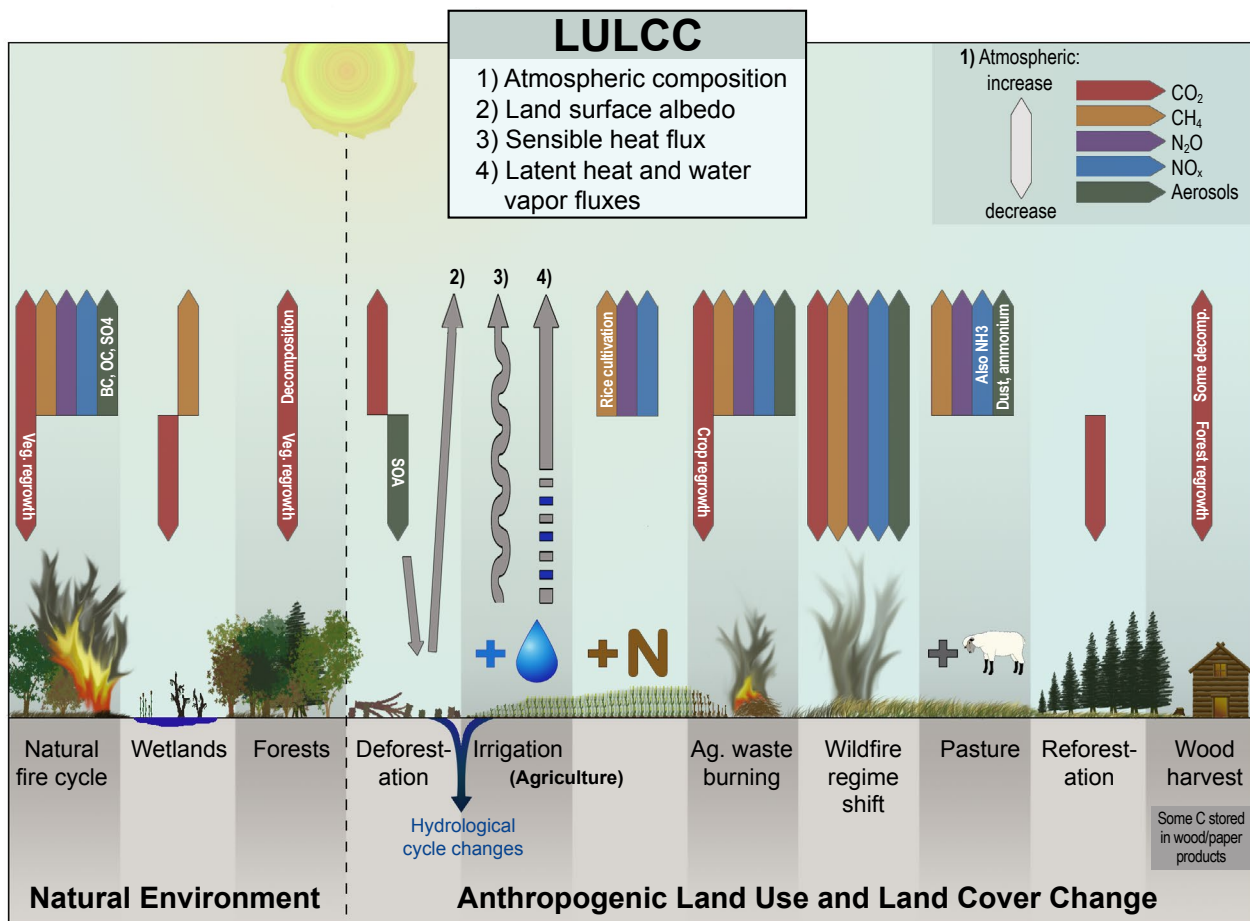 LULCC
1) Atmospheric composition
2) Land surface albedo
3) Sensible heat flux
4) Latent heat and water
vapor fluxes
1) Atmospheric:
increase
decrease
CO₂
CH₄
N₂O
NOₓ
Aerosols
2)
3)
4)
Veg. regrowth
BC, OC, SO4
Decomposition
Veg. regrowth
SOA
Rice cultivation
Crop regrowth
Also NH3
Dust, ammonium
Some decomp.
Forest regrowth
+
+N
+
Natural
fire cycle
Wetlands
Forests
Deforest-
ation
Irrigation
(Agriculture)
Ag. waste
burning
Wildfire
regime
shift
Pasture
Reforest-
ation
Wood
harvest
Hydrological
cycle changes
Some C stored
in wood/paper
products
Natural Environment
Anthropogenic Land Use and Land Cover Change